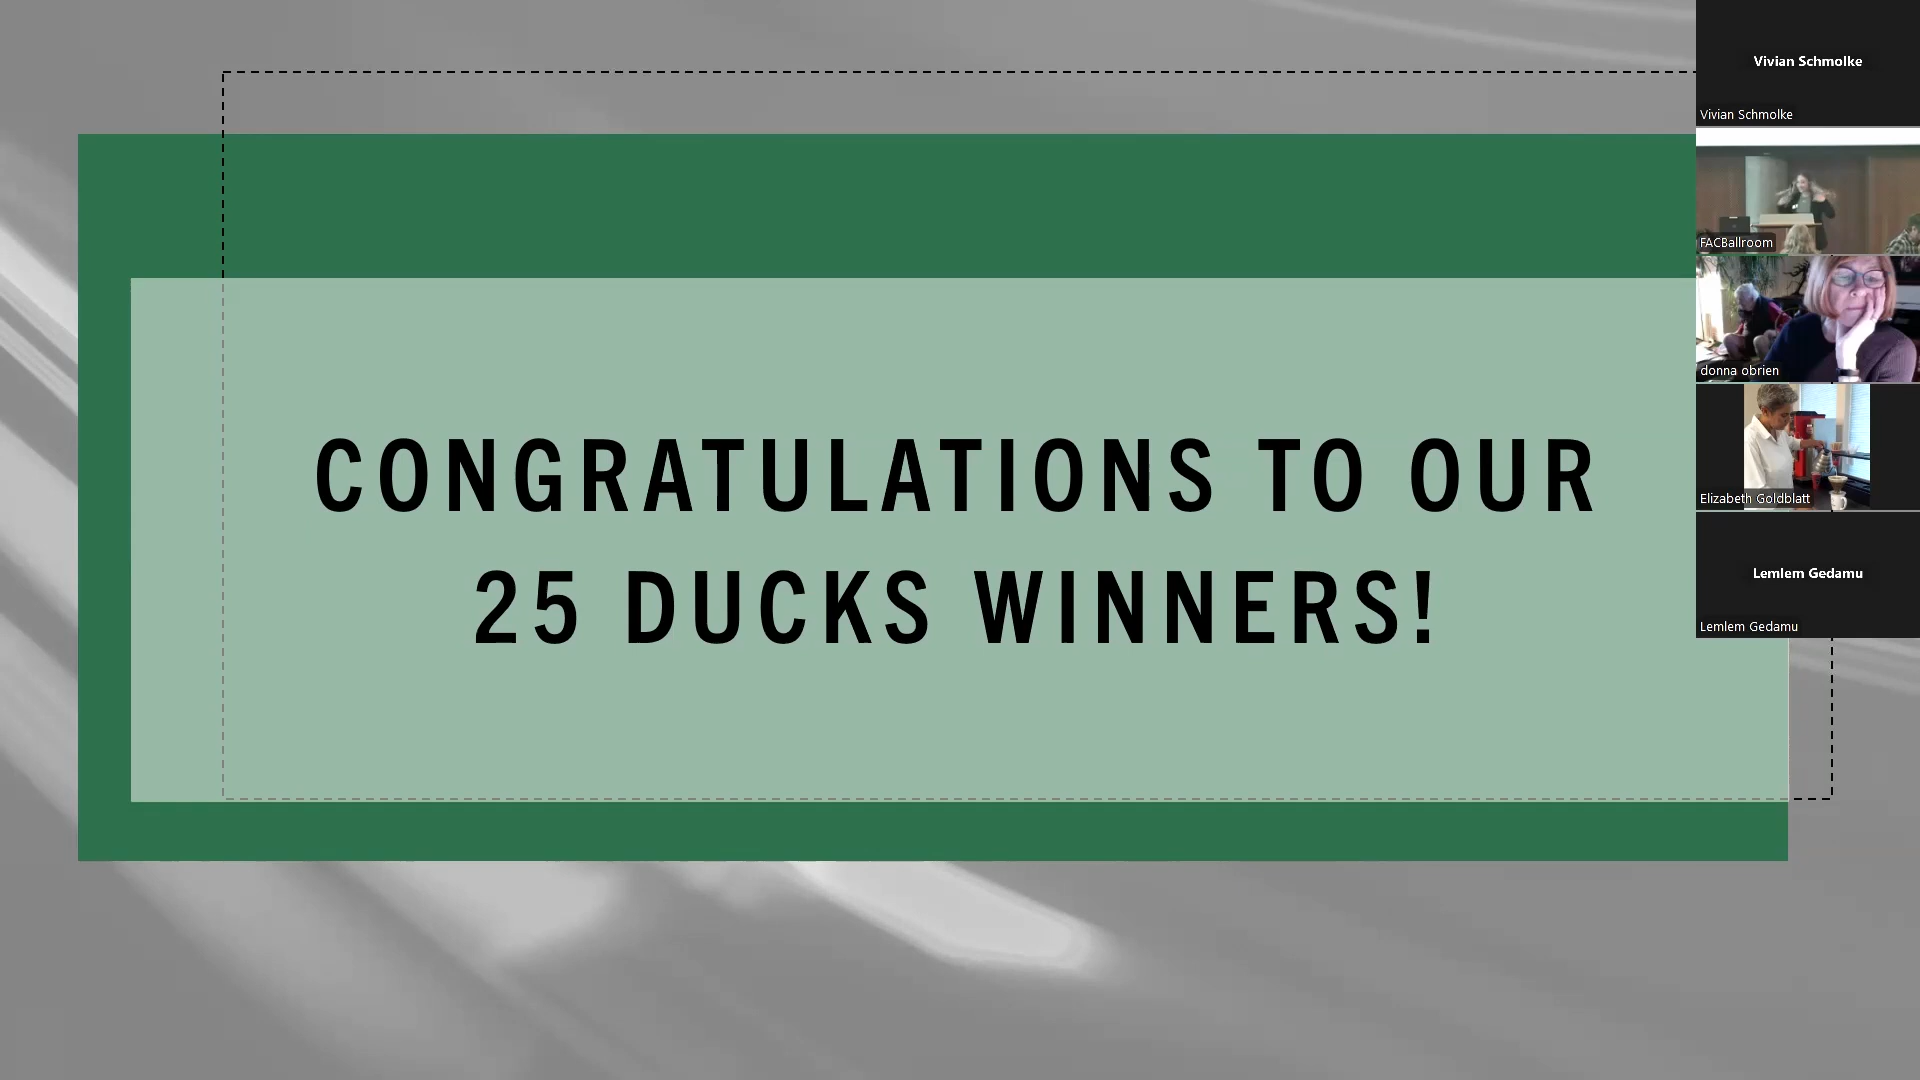 CONGRATULATIONS TO OUR
25 DUCKS WINNERS!
Vivian Schmolke
Vivian Schmolke
FACBallroom
donna obrien
Elizabeth Goldblatt
Lemlem Gedamu
Lemlem Gedamu